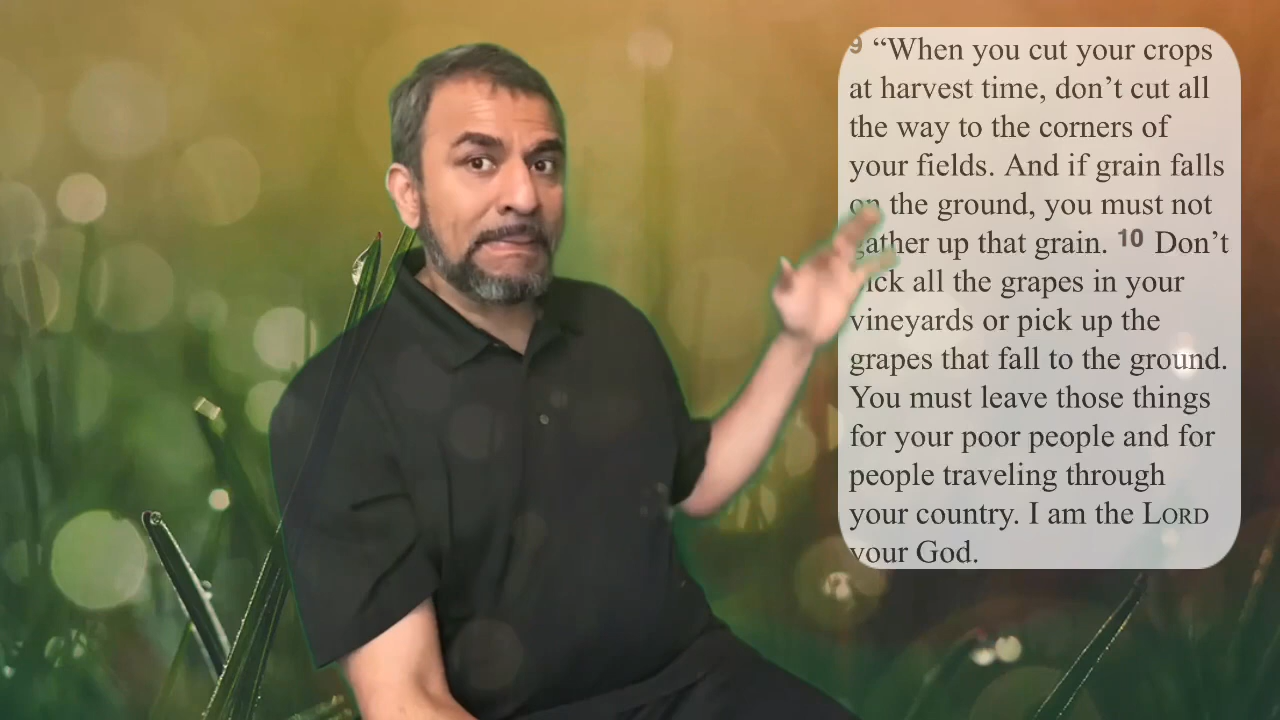 9 “When you cut your crops
at harvest time, don’t cut all
the way to the corners of
your fields. And if grain falls
on the ground, you must not
gather up that grain. 10 Don’t
pick all the grapes in your
vineyards or pick up the
grapes that fall to the ground.
You must leave those things
for your poor people and for
people traveling through
your country. I am the LORD
your God.